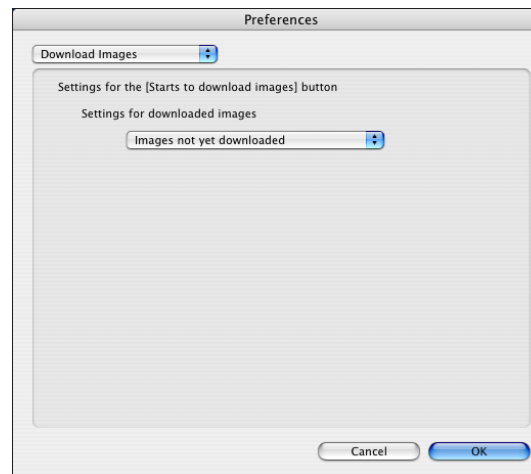 Preferences
Download Images
Settings for the [Starts to download images] button
Settings for downloaded images
Images not yet downloaded
Cancel
OK